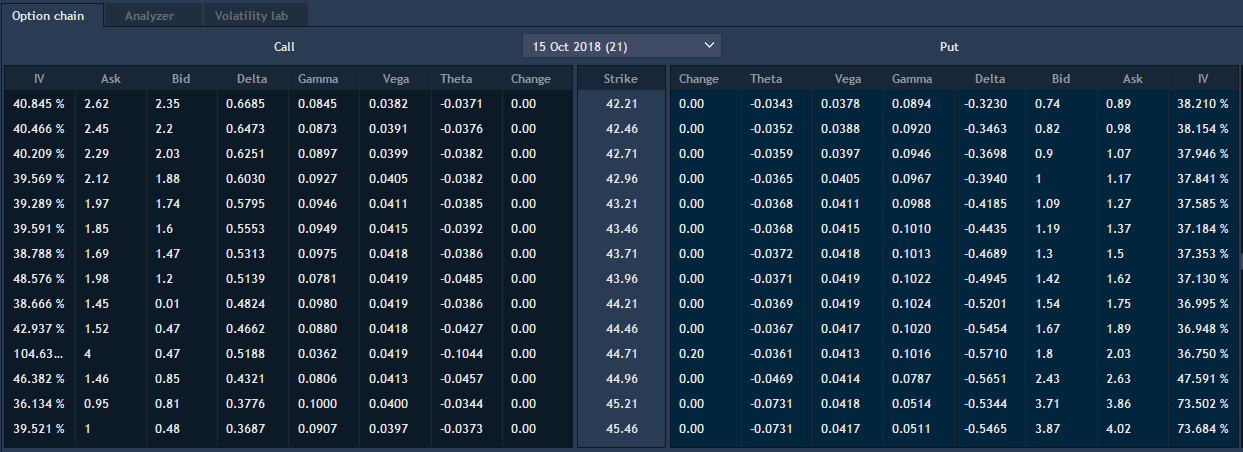 Option chain Analyzer Volatility lab
Call 15 Oct 2018 (21) Put
IV Ask Bid Delta Gamma Vega Theta Change Strike Change Theta Vega Gamma Delta Bid Ask IV
40.845 % 2.62 2.35 0.6685 0.0845 0.0382 -0.0371 0.00 42.21 0.00 -0.0343 0.0378 0.0894 -0.3230 0.74 0.89 38.210 %
40.466 % 2.45 2.2 0.6473 0.0873 0.0391 -0.0376 0.00 42.46 0.00 -0.0352 0.0388 0.0920 -0.3463 0.82 0.98 38.154 %
40.209 % 2.29 2.03 0.6251 0.0897 0.0399 -0.0382 0.00 42.71 0.00 -0.0359 0.0397 0.0946 -0.3698 0.9 1.07 37.946 %
39.569 % 2.12 1.88 0.6030 0.0927 0.0405 -0.0382 0.00 42.96 0.00 -0.0365 0.0405 0.0967 -0.3940 1 1.17 37.841 %
39.289 % 1.97 1.74 0.5795 0.0946 0.0411 -0.0385 0.00 43.21 0.00 -0.0368 0.0411 0.0988 -0.4185 1.09 1.27 37.585 %
39.591 % 1.85 1.6 0.5553 0.0949 0.0415 -0.0392 0.00 43.46 0.00 -0.0368 0.0415 0.1010 -0.4435 1.19 1.37 37.184 %
38.788 % 1.69 1.47 0.5313 0.0975 0.0418 -0.0386 0.00 43.71 0.00 -0.0372 0.0418 0.1013 -0.4689 1.3 1.5 37.353 %
48.576 % 1.98 1.2 0.5139 0.0781 0.0419 -0.0485 0.00 43.96 0.00 -0.0371 0.0419 0.1022 -0.4945 1.42 1.62 37.130 %
38.666 % 1.45 0.01 0.4824 0.0980 0.0419 -0.0386 0.00 44.21 0.00 -0.0369 0.0419 0.1024 -0.5201 1.54 1.75 36.995 %
42.937 % 1.52 0.47 0.4662 0.0880 0.0418 -0.0427 0.00 44.46 0.00 -0.0367 0.0417 0.1020 -0.5454 1.67 1.89 36.948 %
104.63... 4 0.47 0.5188 0.0362 0.0419 -0.1044 0.00 44.71 0.20 -0.0361 0.0413 0.1016 -0.5710 1.8 2.03 36.750 %
46.382 % 1.46 0.85 0.4321 0.0806 0.0413 -0.0457 0.00 44.96 0.00 -0.0469 0.0414 0.0787 -0.5651 2.43 2.63 47.591 %
36.134 % 0.95 0.81 0.3776 0.1000 0.0400 -0.0344 0.00 45.21 0.00 -0.0731 0.0418 0.0514 -0.5344 3.71 3.86 73.502 %
39.521 % 1 0.48 0.3687 0.0907 0.0397 -0.0373 0.00 45.46 0.00 -0.0731 0.0417 0.0511 -0.5465 3.87 4.02 73.684 %